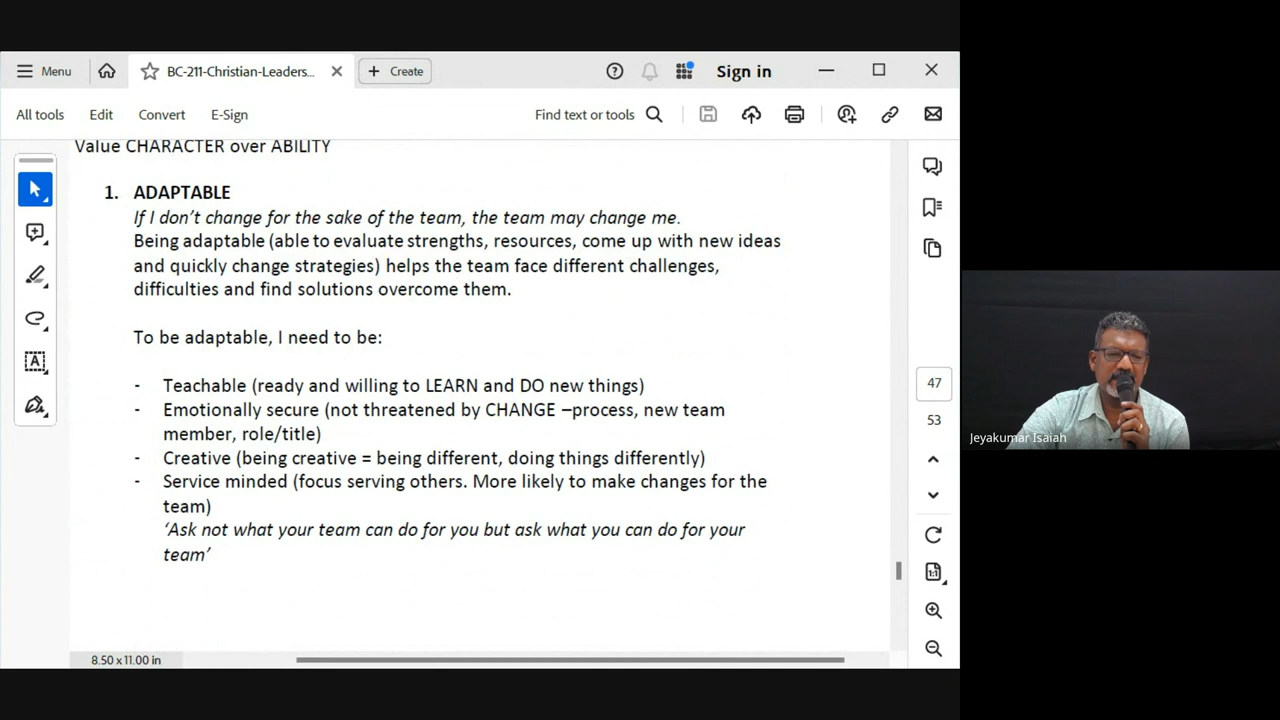 Menu
BC-211-Christian-Leaders...
Create
Sign in
All tools
Edit
Convert
E-Sign
Find text or tools
Value CHARACTER over ABILITY
1. ADAPTABLE
If I don’t change for the sake of the team, the team may change me.
Being adaptable (able to evaluate strengths, resources, come up with new ideas
and quickly change strategies) helps the team face different challenges,
difficulties and find solutions overcome them.
To be adaptable, I need to be:
- Teachable (ready and willing to LEARN and DO new things)
- Emotionally secure (not threatened by CHANGE –process, new team
member, role/title)
- Creative (being creative = being different, doing things differently)
- Service minded (focus serving others. More likely to make changes for the
team)
‘Ask not what your team can do for you but ask what you can do for your
team’
47
53
1:1
8.50 x 11.00 in
Jeyakumar Isaiah